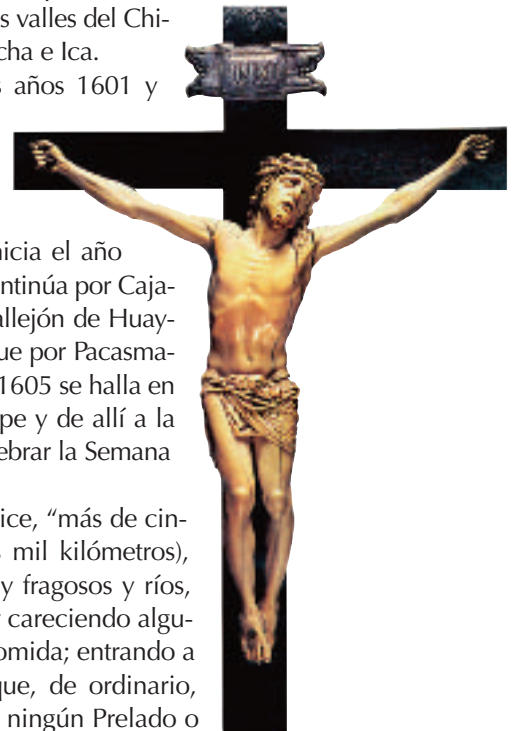 s valles del Chi-
cha e Ica.
s años 1601 y
INRI
nicia el año
ntinúa por Caja-
allejón de Huay-
ue por Pacasma-
1605 se halla en
pe y de allí a la
ebrar la Semana
ice, “más de cin-
s mil kilómetros),
y fragosos y ríos,
r careciendo algu-
omida; entrando a
que, de ordinario,
ningún Prelado o